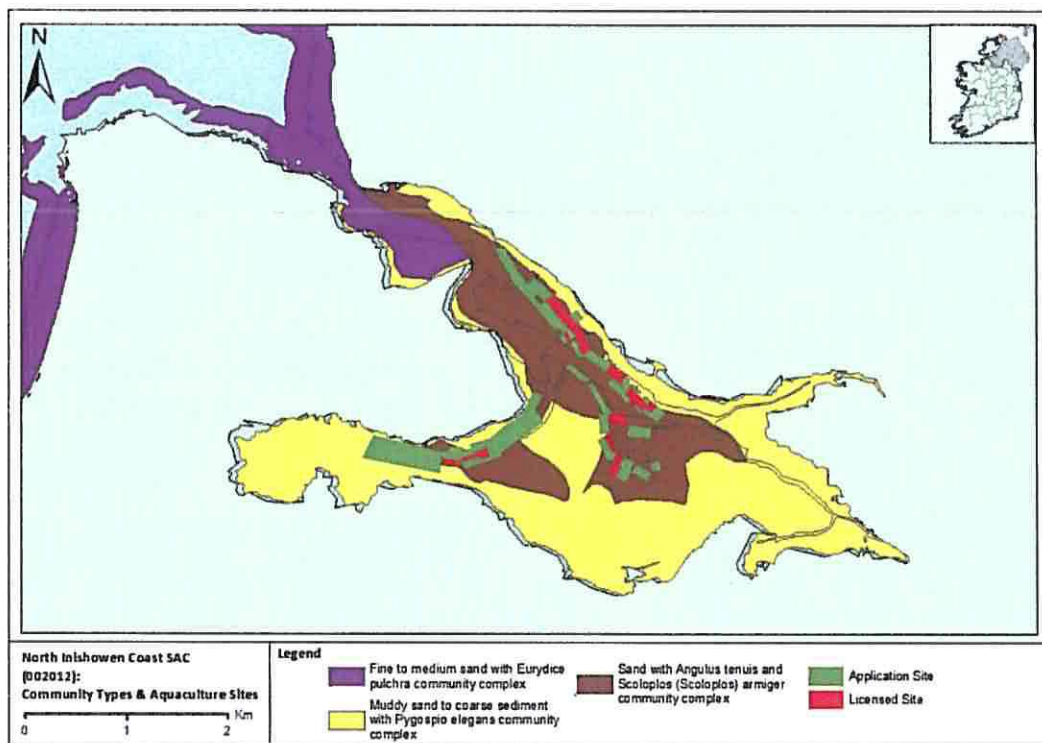 N
North Inishowen Coast SAC
(002012):
Community Types & Aquaculture Sites
Km
0 1 2
Legend
Fine to medium sand with Eurydice
pulchra community complex
Muddy sand to coarse sediment
with Pygospio elegans community
complex
Sand with Angulus tenuis and
Scoloplos (Scoloplos) armiger
community complex
Application Site
Licensed Site